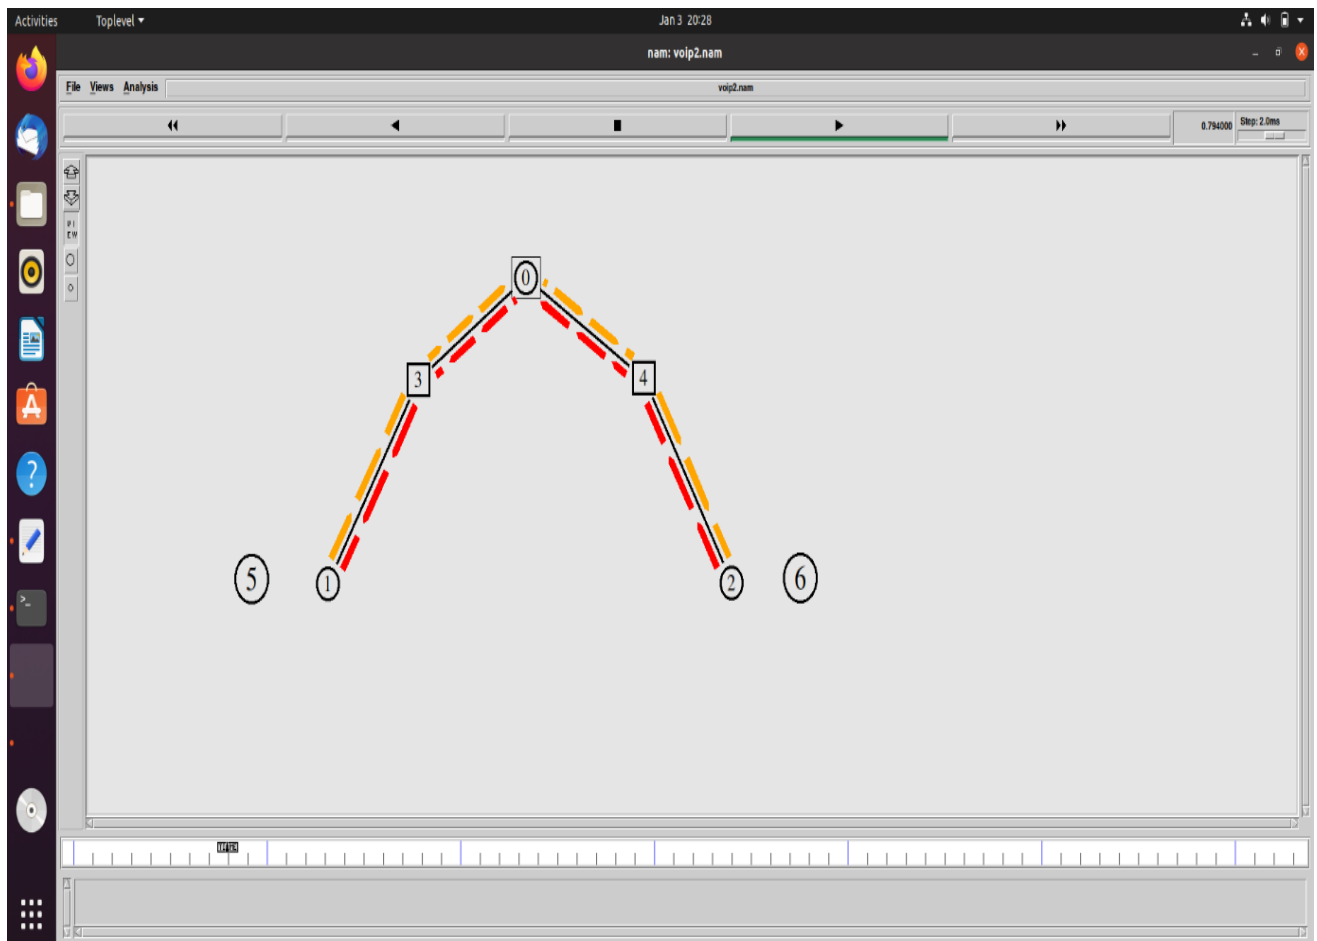 Activities Toplevel Jan 3 20:28
nam: voip2.nam
File Views Analysis voip2.nam
0.794000 Step: 2.0ms
0
3 4
5 1 2 6